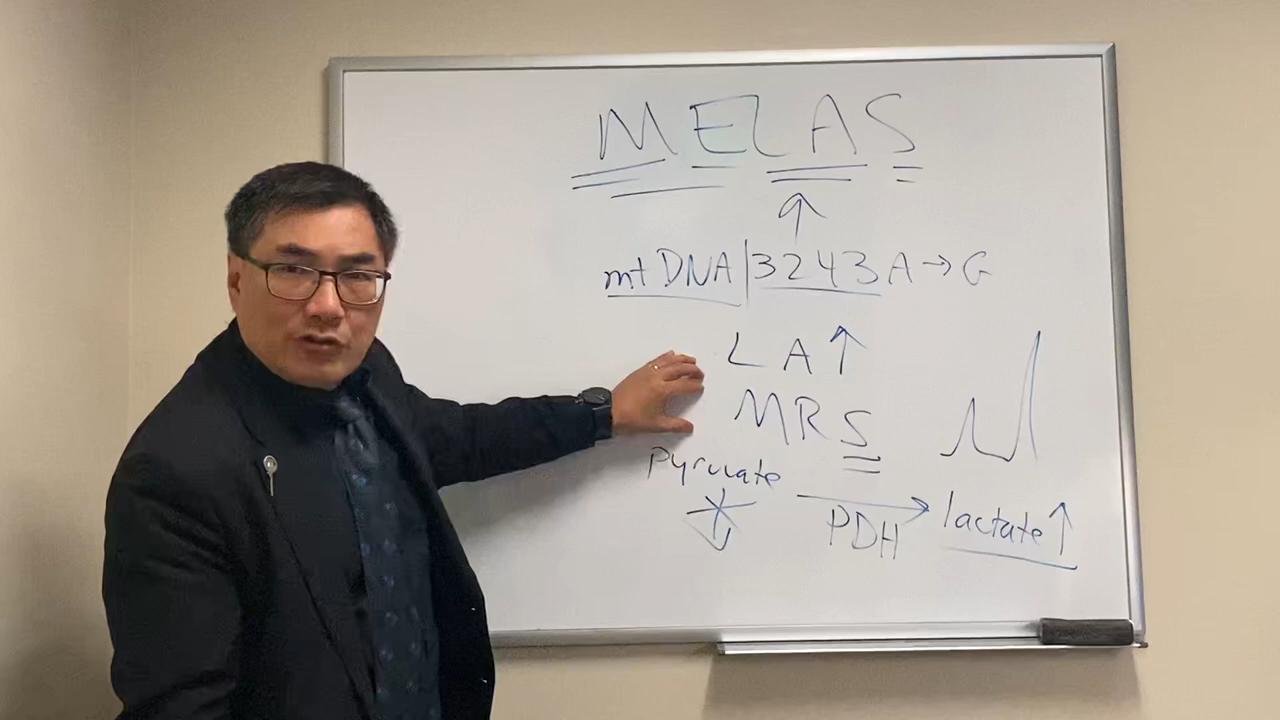 MELAS
↑
mtDNA|3243A→G
LA↑
MRS
Pyruvate → lactate↑
PDH